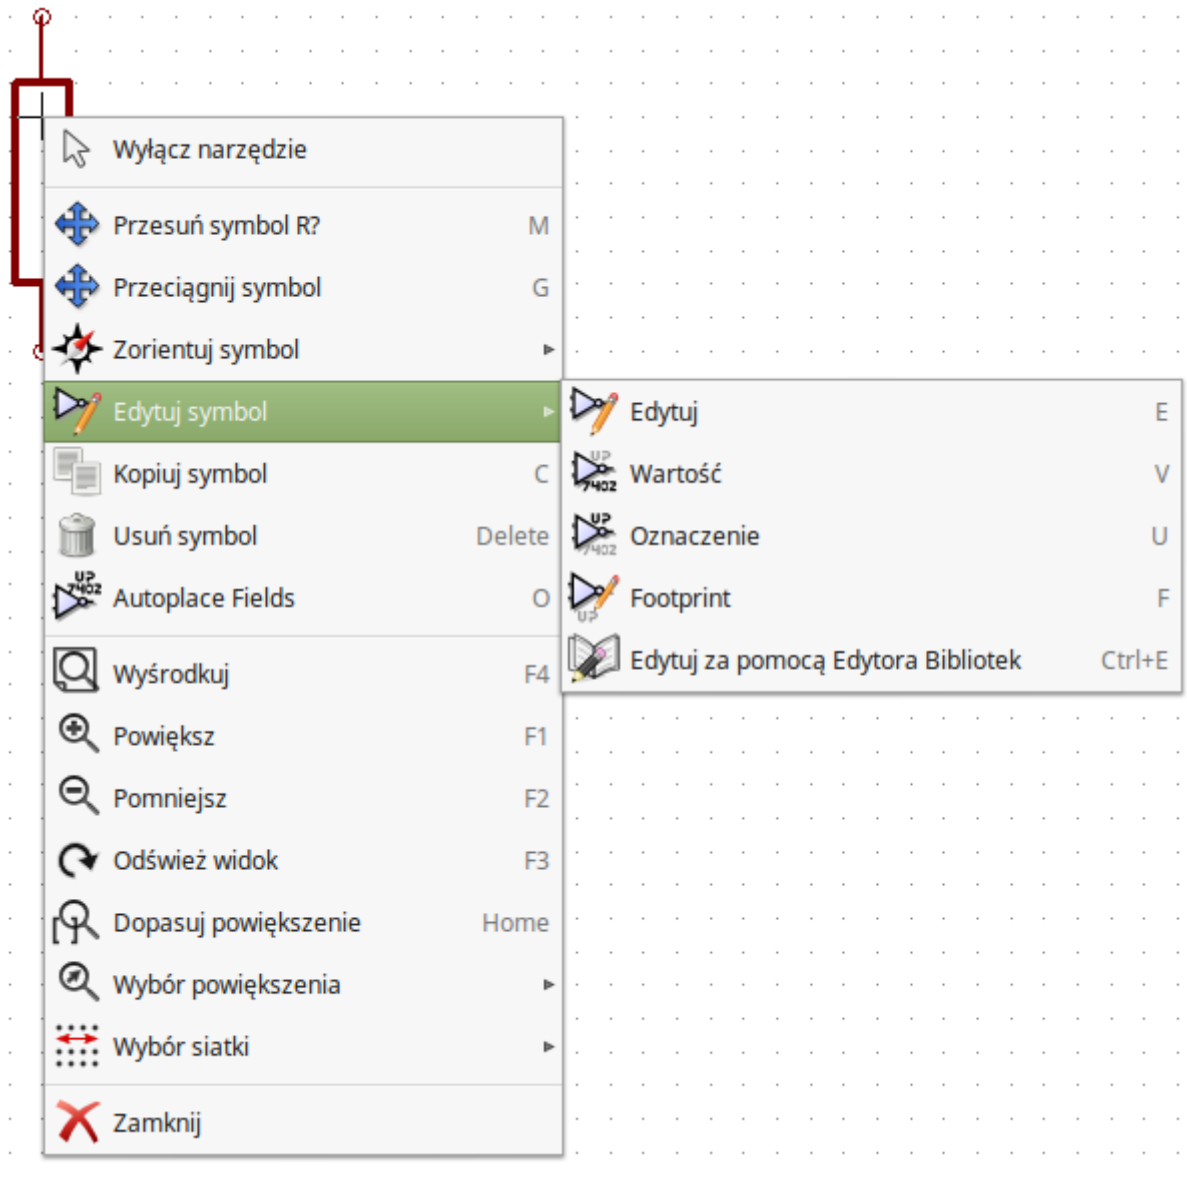 Wyłącz narzędzie
Przesuń symbol R? M
Przeciągnij symbol G
Zorientuj symbol
Edytuj symbol
Kopiuj symbol C
Usuń symbol Delete
Autoplace Fields O
Wyśrodkuj F4
Powiększ F1
Pomniejsz F2
Odśwież widok F3
Dopasuj powiększenie Home
Wybór powiększenia
Wybór siatki
Zamknij
Edytuj E
Wartość V
Oznaczenie U
Footprint F
Edytuj za pomocą Edytora Bibliotek Ctrl+E